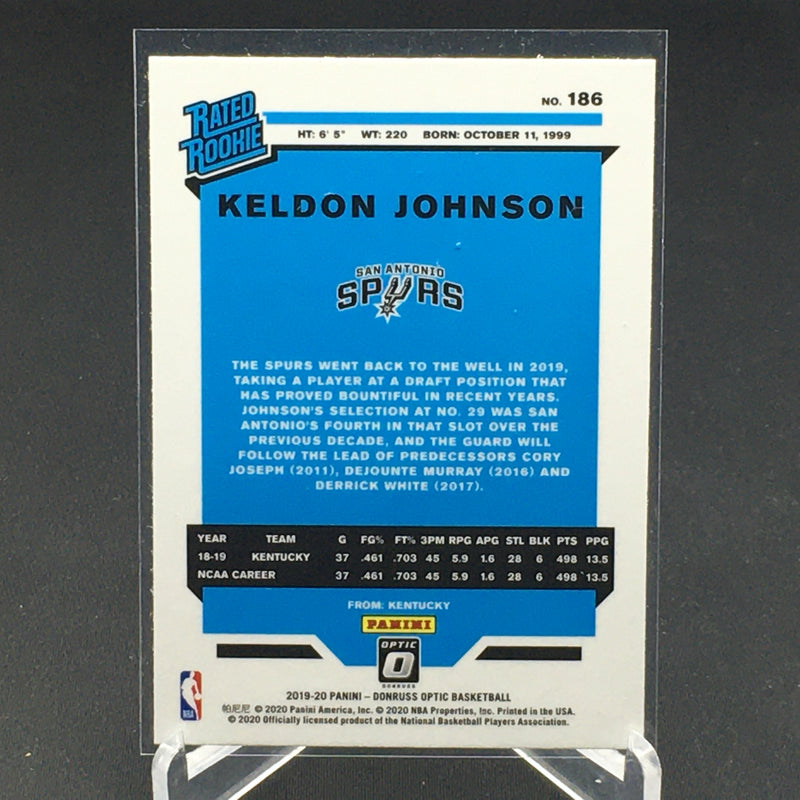 NO. 186
RATED
ROOKIE
HT: 6' 5" WT: 220 BORN: OCTOBER 11, 1999
KELDON JOHNSON
SAN ANTONIO
SPURS
THE SPURS WENT BACK TO THE WELL IN 2019,
TAKING A PLAYER AT A DRAFT POSITION THAT
HAS PROVED BOUNTIFUL IN RECENT YEARS.
JOHNSON'S SELECTION AT NO. 29 WAS SAN
ANTONIO'S FOURTH IN THAT SLOT OVER THE
PREVIOUS DECADE, AND THE GUARD WILL
FOLLOW THE LEAD OF PREDECESSORS CORY
JOSEPH (2011), DEJOUNTE MURRAY (2016) AND
DERRICK WHITE (2017).
YEAR TEAM G FG% FT% 3PM RPG APG STL BLK PTS PPG
18-19 KENTUCKY 37 .461 .703 45 5.9 1.6 28 6 498 13.5
NCAA CAREER 37 .461 .703 45 5.9 1.6 28 6 498 13.5
FROM: KENTUCKY
PANINI
OPTIC
O
DONRUSS
NBA
2019-20 PANINI – DONRUSS OPTIC BASKETBALL
帕尼尼 © 2020 Panini America, Inc. © 2020 NBA Properties, Inc. Printed in the USA.
© 2020 Officially licensed product of the National Basketball Players Association.